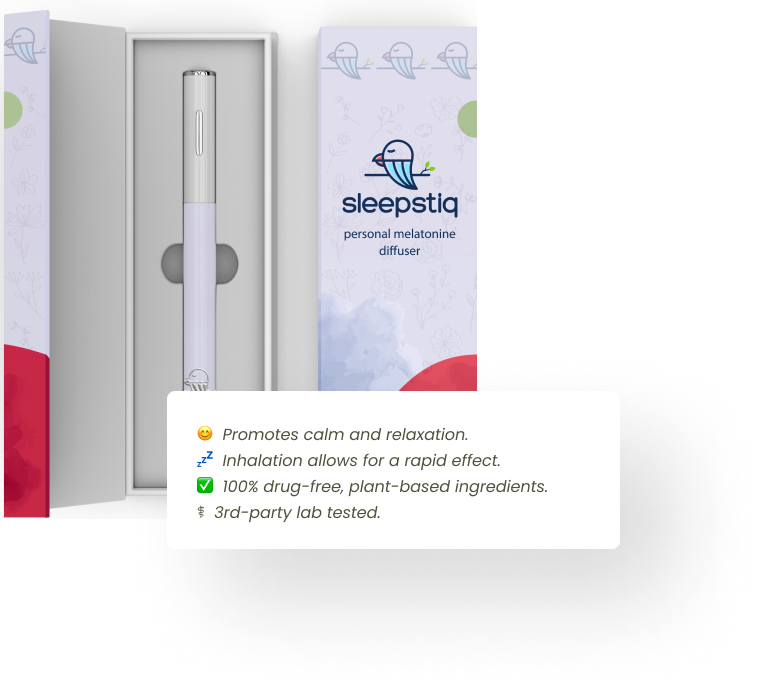 sleepstiq
personal melatonine
diffuser
😊 Promotes calm and relaxation.
💤 Inhalation allows for a rapid effect.
✅ 100% drug-free, plant-based ingredients.
⚕ 3rd-party lab tested.